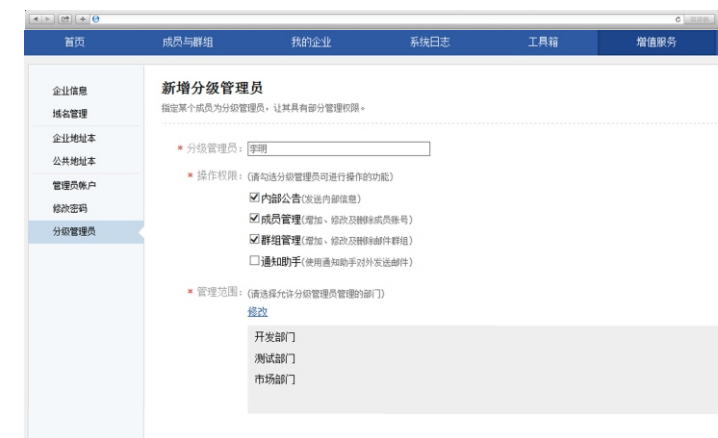 首页 成员与群组 我的企业 系统日志 工具箱 增值服务
企业信息
域名管理
企业地址本
公共地址本
管理员帐户
修改密码
分级管理员
新增分级管理员
指定某个成员为分级管理员，让其具有部分管理权限。
* 分级管理员： 李明
* 操作权限： (请勾选分级管理员可进行操作的功能)
内部公告(发送内部信息)
成员管理(增加、修改及删除成员账号)
群组管理(增加、修改及删除邮件群组)
通知助手(使用通知助手对外发送邮件)
* 管理范围： (请选择允许分级管理员管理的部门)
修改
开发部门
测试部门
市场部门